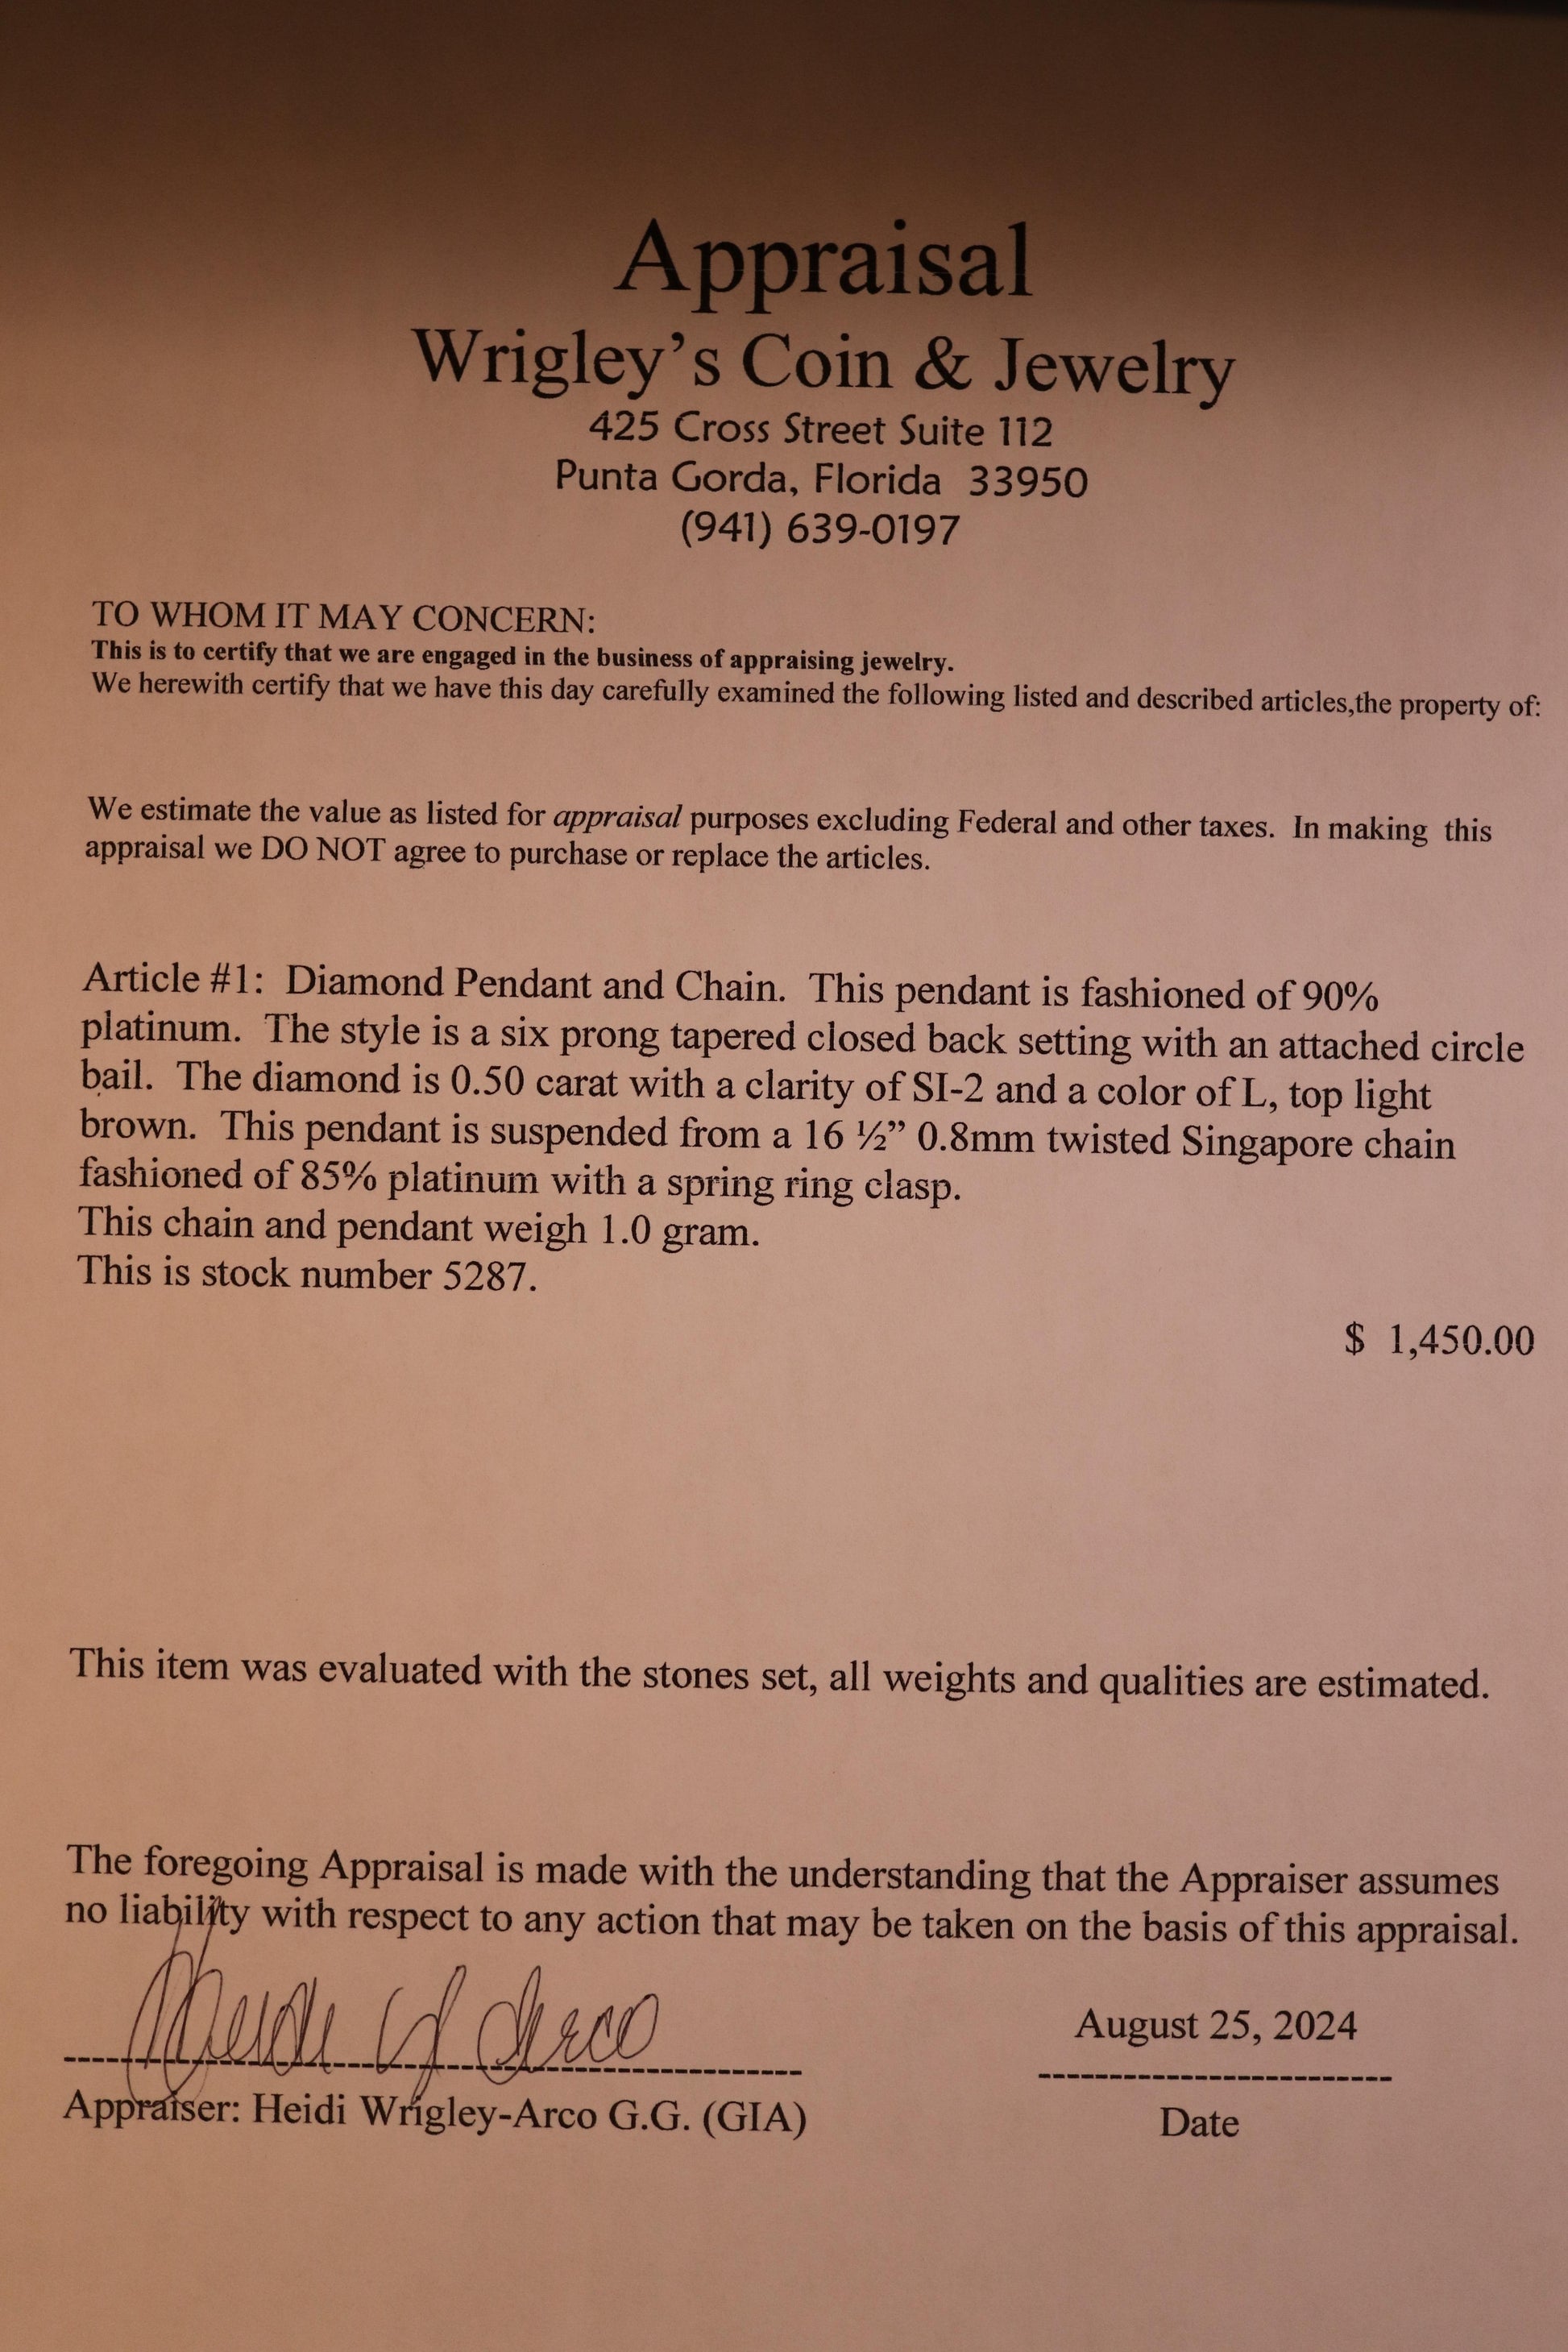 Appraisal
Wrigley’s Coin & Jewelry
425 Cross Street Suite 112
Punta Gorda, Florida  33950
(941) 639-0197
TO WHOM IT MAY CONCERN:
This is to certify that we are engaged in the business of appraising jewelry.
We herewith certify that we have this day carefully examined the following listed and described articles,the property of:
We estimate the value as listed for appraisal purposes excluding Federal and other taxes.  In making  this
appraisal we DO NOT agree to purchase or replace the articles.
Article #1:  Diamond Pendant and Chain.  This pendant is fashioned of 90%
platinum.  The style is a six prong tapered closed back setting with an attached circle
bail.  The diamond is 0.50 carat with a clarity of SI-2 and a color of L, top light
brown.  This pendant is suspended from a 16 ½” 0.8mm twisted Singapore chain
fashioned of 85% platinum with a spring ring clasp.
This chain and pendant weigh 1.0 gram.
This is stock number 5287.
$  1,450.00
This item was evaluated with the stones set, all weights and qualities are estimated.
The foregoing Appraisal is made with the understanding that the Appraiser assumes
no liability with respect to any action that may be taken on the basis of this appraisal.
August 25, 2024
Appraiser: Heidi Wrigley-Arco G.G. (GIA)
Date